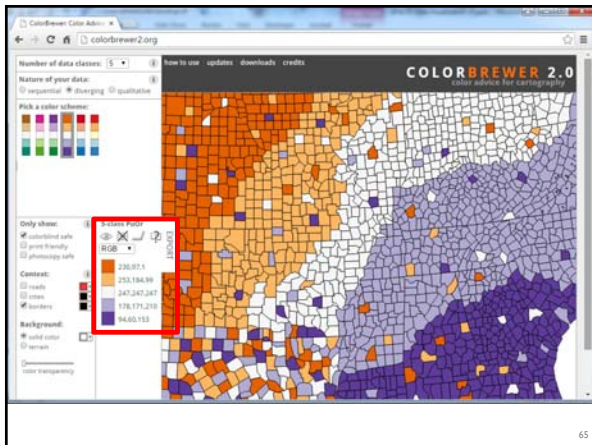 ColorBrewer: Color Advic
colorbrewer2.org
Number of data classes: 5
how to use updates downloads credits
COLORBREWER 2.0
color advice for cartography
Nature of your data:
sequential diverging qualitative
Pick a color scheme:
Only show:
colorblind safe
print friendly
photocopy safe
Context:
roads
cities
borders
Background:
solid color
terrain
color transparency
5-class PuOr
EXPORT
RGB
230,97,1
253,184,99
247,247,247
178,171,210
94,60,153
65